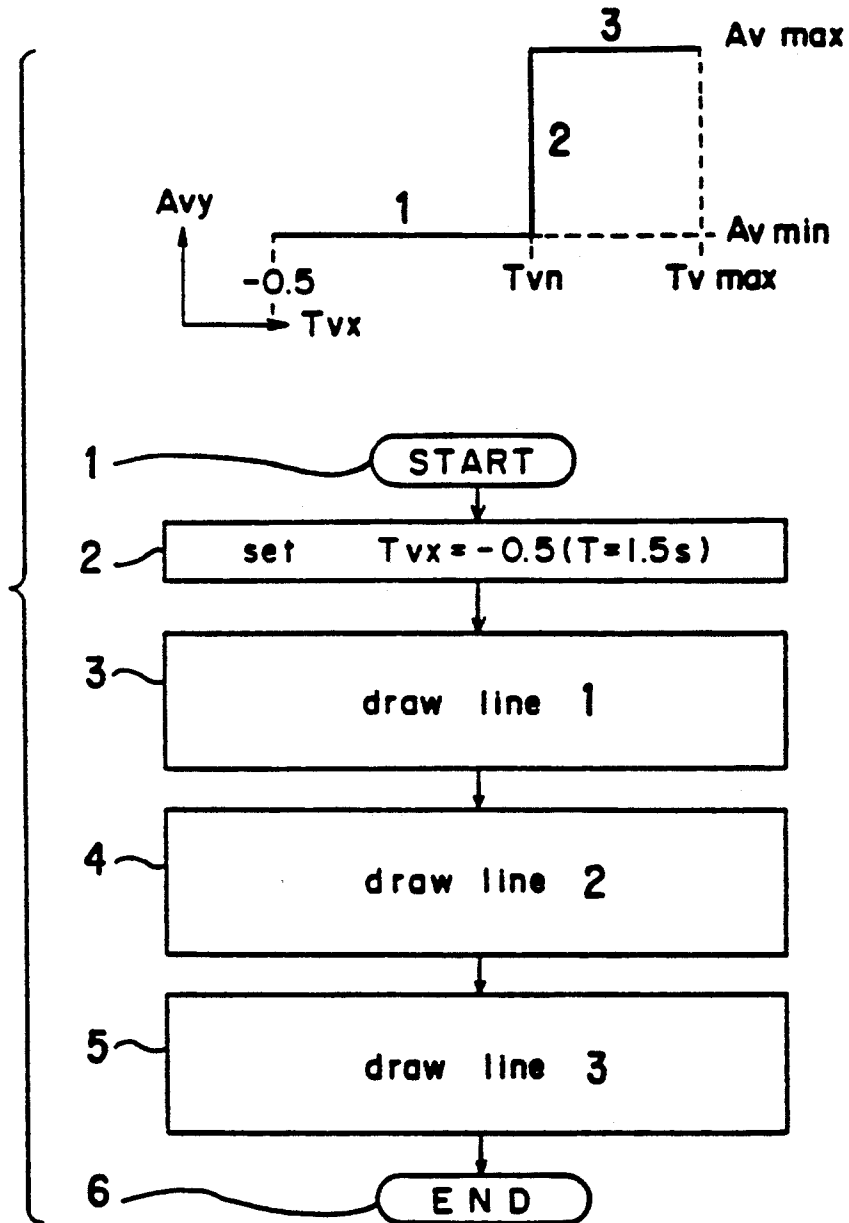 3
Av max
2
Avy
1
Av min
-0.5
Tvn
Tv max
Tvx
1
START
2
set Tvx=-0.5(T=1.5s)
3
draw line 1
4
draw line 2
5
draw line 3
6
END